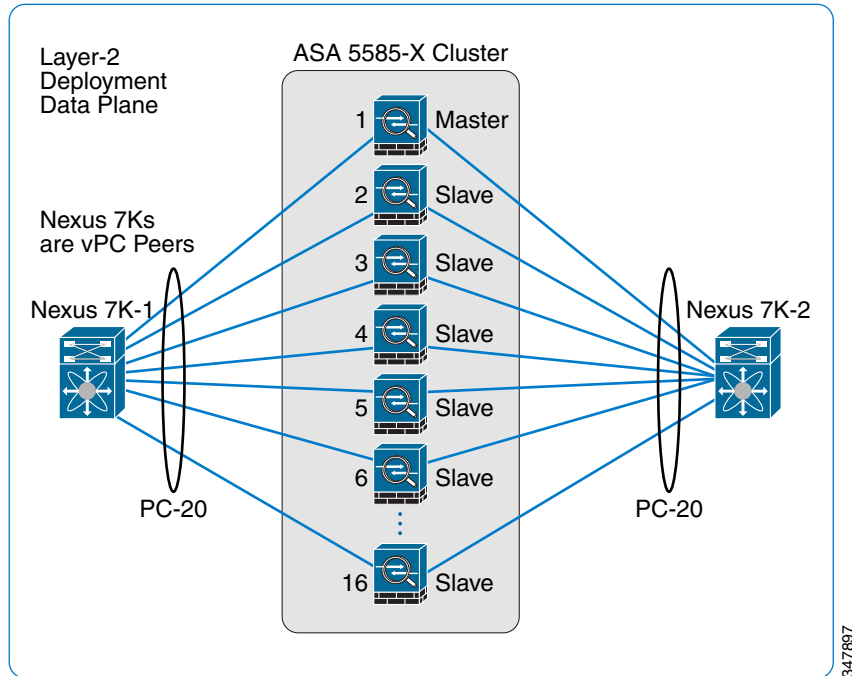 Layer-2
Deployment
Data Plane
ASA 5585-X Cluster
1 Master
2 Slave
Nexus 7Ks
are vPC Peers
3 Slave
Nexus 7K-1
Nexus 7K-2
4 Slave
5 Slave
6 Slave
PC-20
PC-20
16 Slave
347897